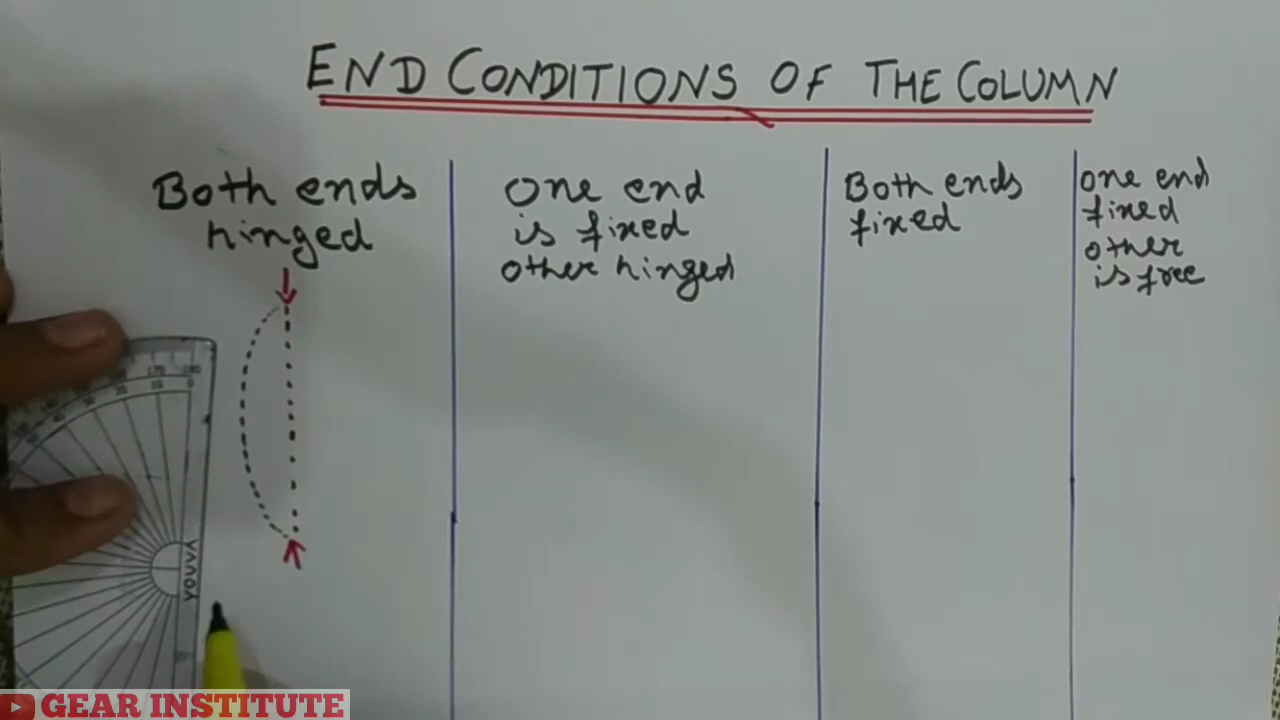 END CONDITIONS OF THE COLUMN
Both ends
hinged
One end
is fixed
other hinged
Both ends
fixed
one end
fixed
other
is free
YOUVA
GEAR INSTITUTE